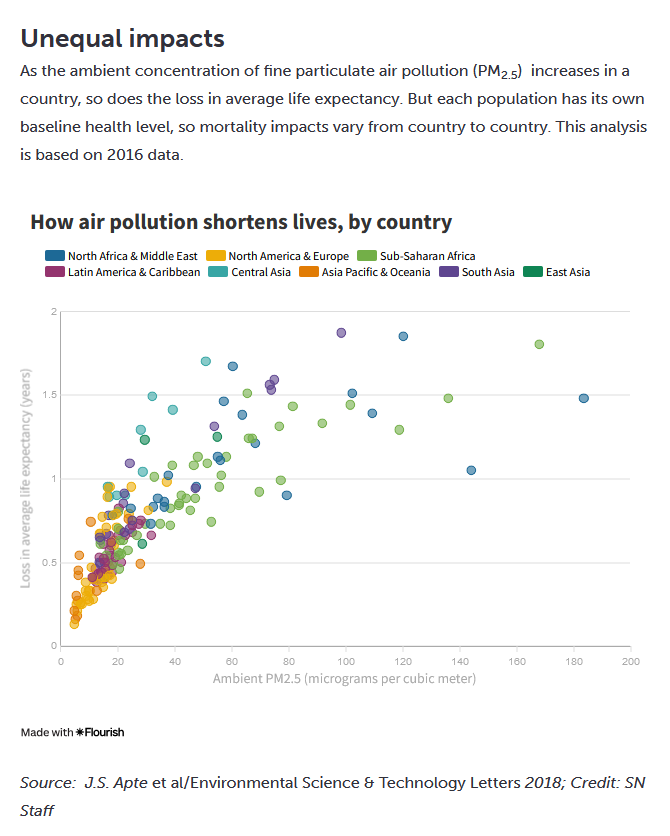 Unequal impacts
As the ambient concentration of fine particulate air pollution (PM2.5)  increases in a
country, so does the loss in average life expectancy. But each population has its own
baseline health level, so mortality impacts vary from country to country. This analysis
is based on 2016 data.
How air pollution shortens lives, by country
North Africa & Middle East North America & Europe Sub-Saharan Africa
Latin America & Caribbean Central Asia Asia Pacific & Oceania South Asia East Asia
Loss in average life expectancy (years)
2
1.5
1
0.5
0
0 20 40 60 80 100 120 140 160 180 200
Ambient PM2.5 (micrograms per cubic meter)
Made with Flourish
Source:  J.S. Apte et al/Environmental Science & Technology Letters 2018; Credit: SN
Staff